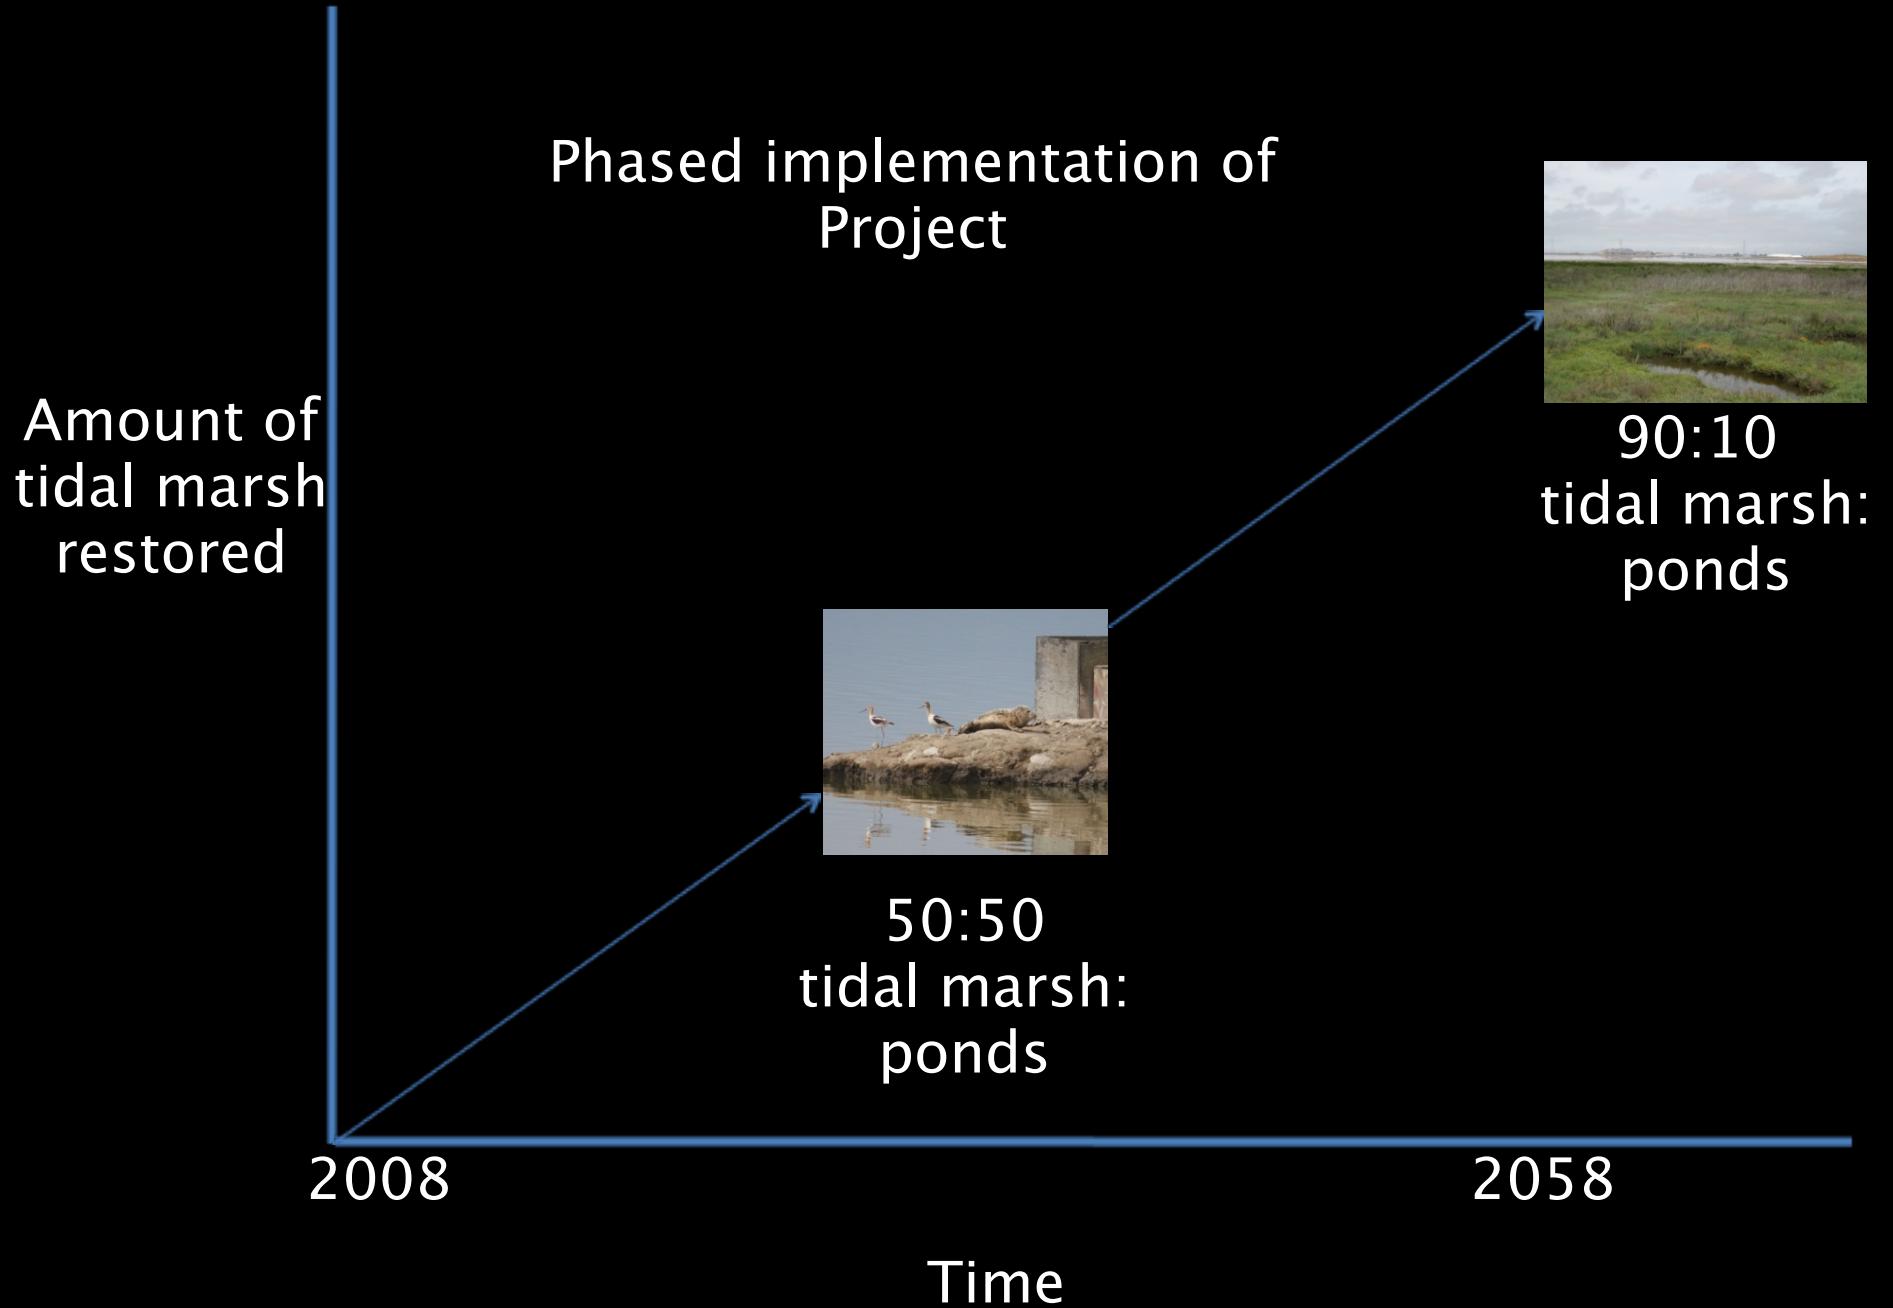 Phased implementation of
Project
Amount of
tidal marsh
restored
90:10
tidal marsh:
ponds
50:50
tidal marsh:
ponds
2008
2058
Time